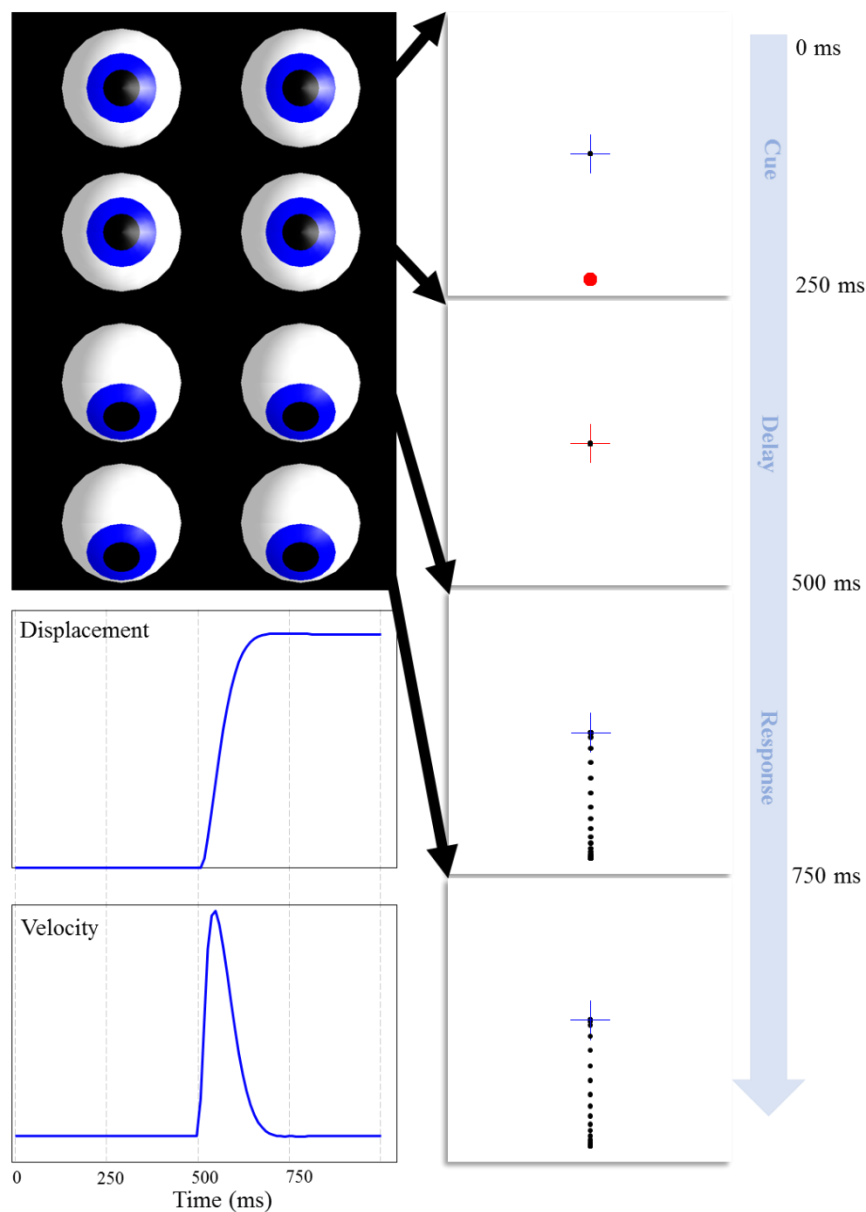 0 ms
Cue
250 ms
Delay
500 ms
Response
750 ms
Displacement
Velocity
0 250 500 750
Time (ms)